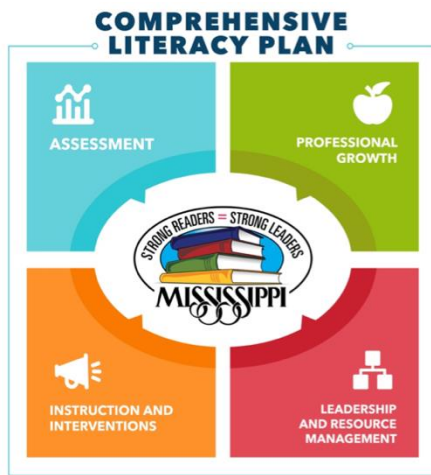 COMPREHENSIVE
LITERACY PLAN
ASSESSMENT
PROFESSIONAL
GROWTH
STRONG READERS = STRONG LEADERS
MISSISSIPPI
INSTRUCTION AND
INTERVENTIONS
LEADERSHIP
AND RESOURCE
MANAGEMENT